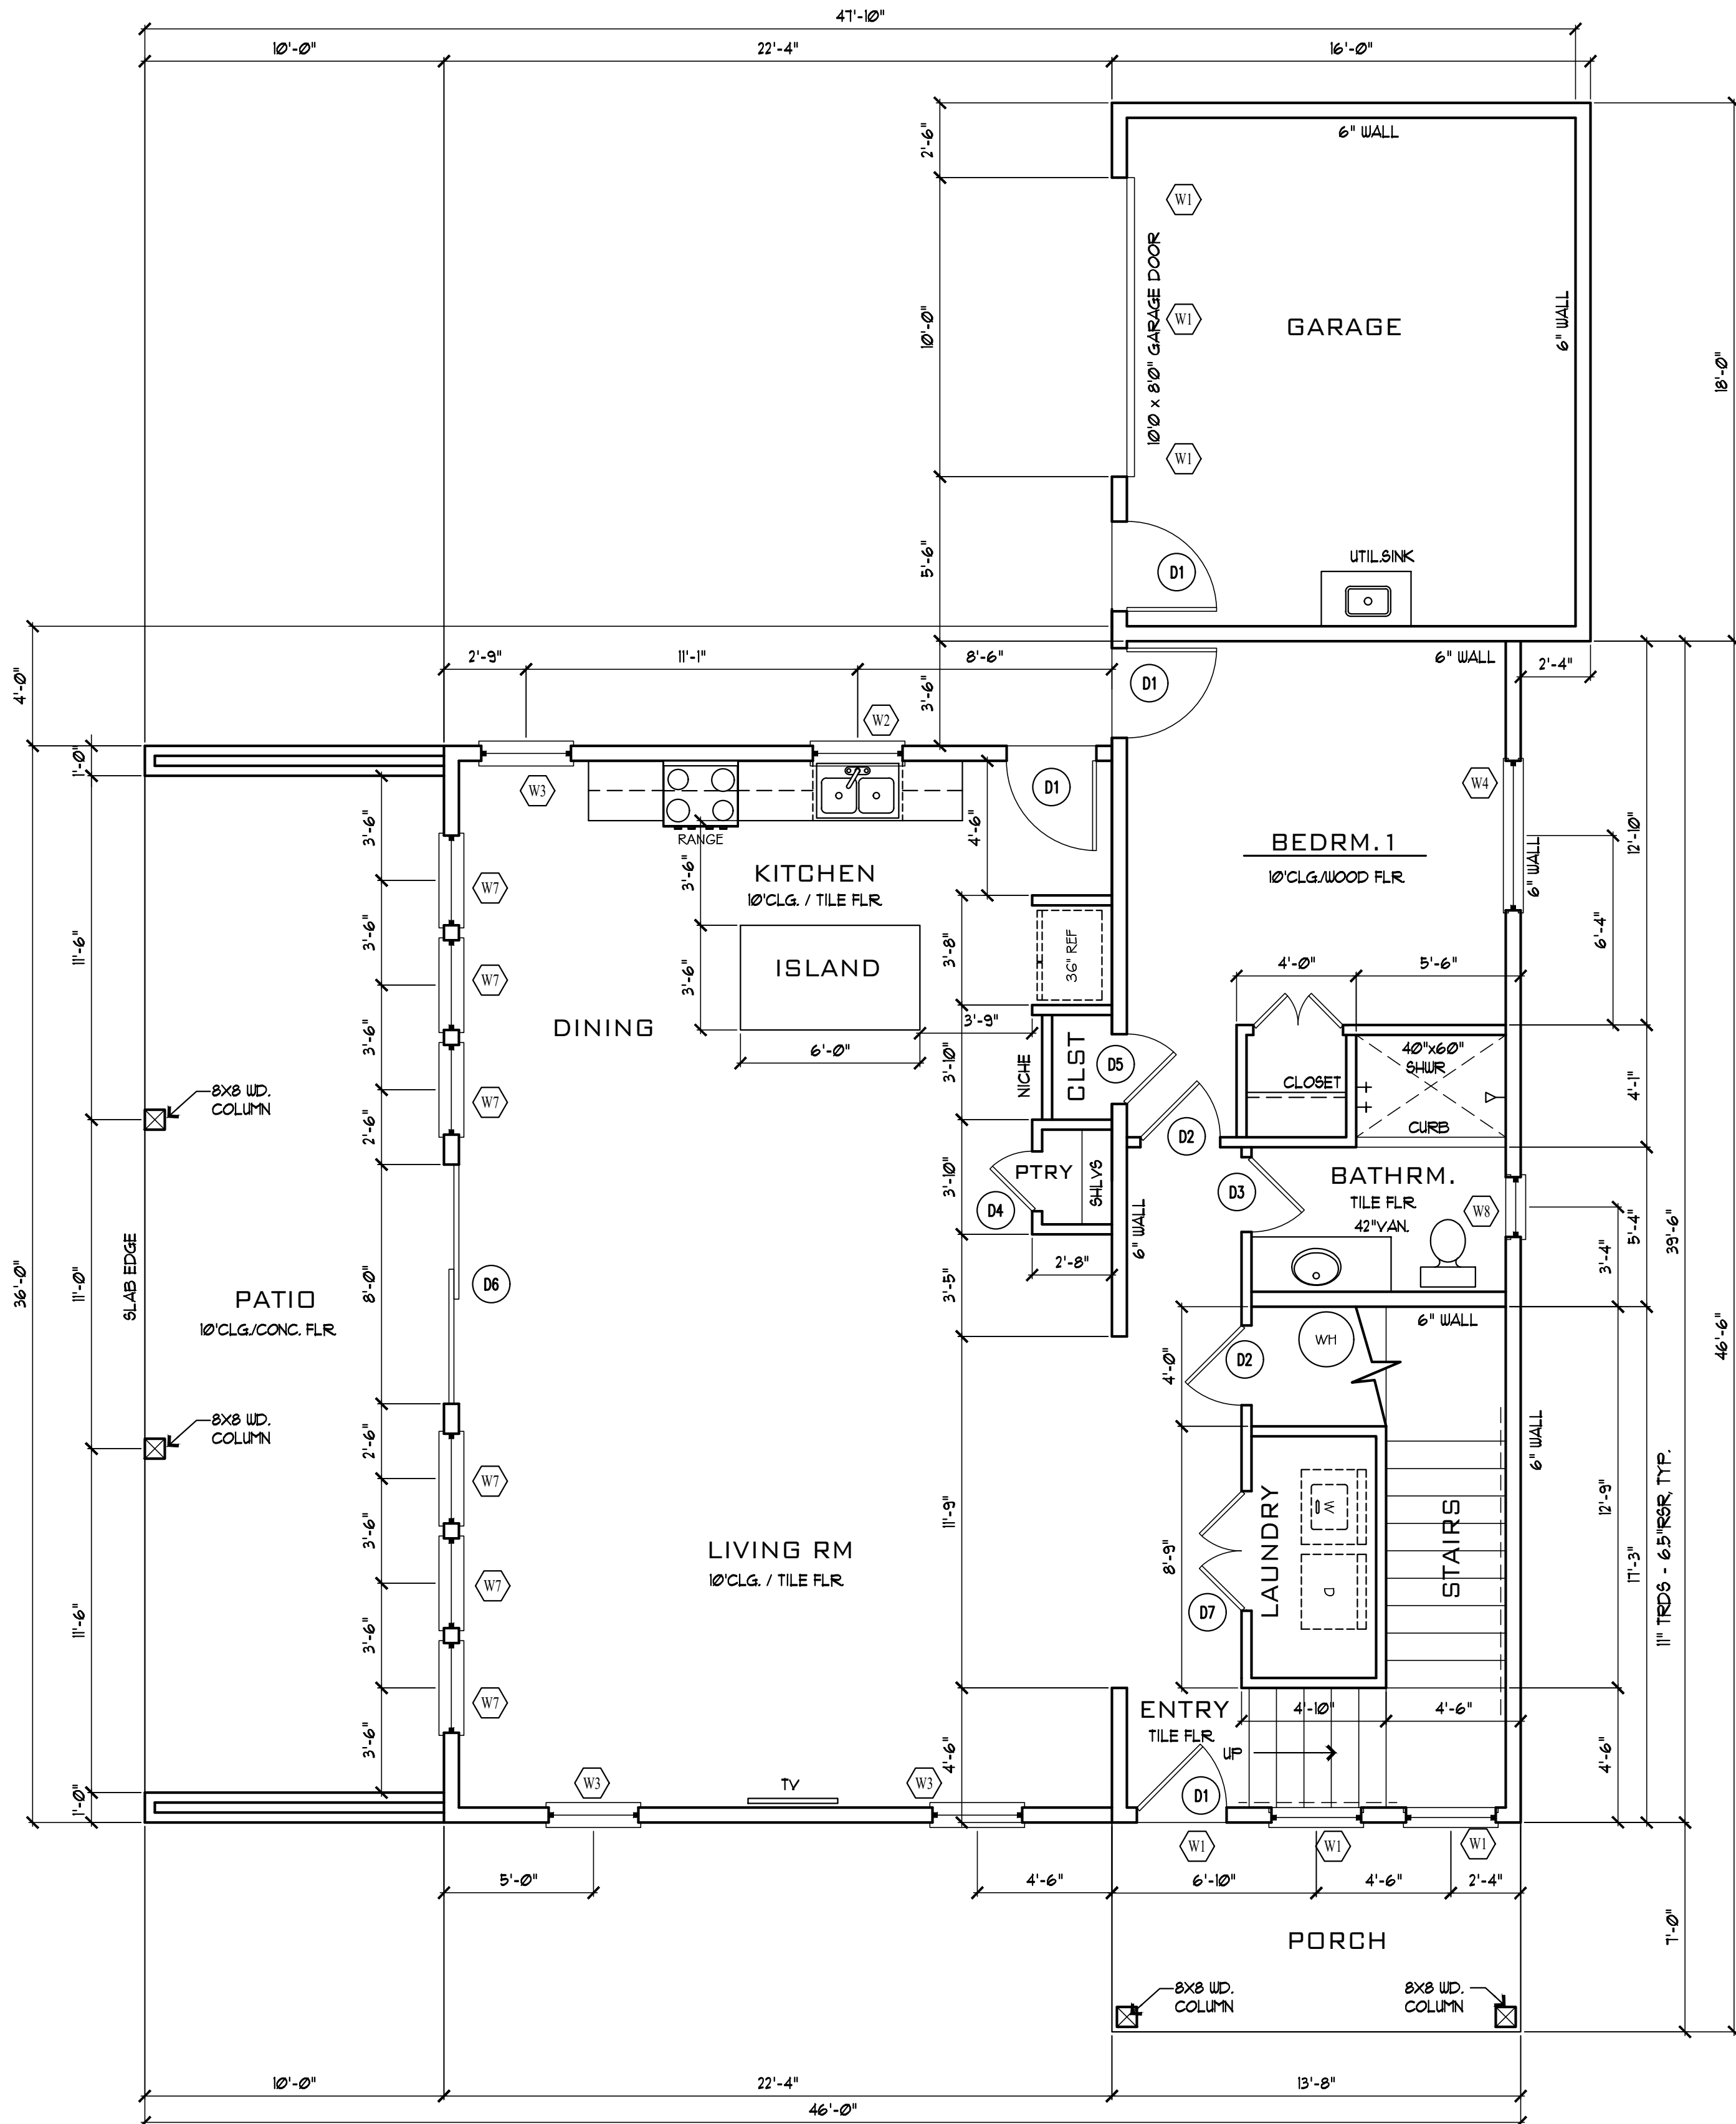 47'-10"
10'-0"
22'-4"
16'-0"
2'-6"
6" WALL
W1
10'0 x 8'0" GARAGE DOOR
W1
GARAGE
6" WALL
10'-0"
18'-0"
W1
5'-6"
UTIL.SINK
D1
2'-9"
11'-1"
8'-6"
6" WALL
2'-4"
4'-0"
3'-6"
D1
W2
1'-0"
W3
D1
W4
3'-6"
RANGE
4'-6"
12'-10"
KITCHEN
10'CLG. / TILE FLR
3'-6"
BEDRM.1
10'CLG./WOOD FLR
6" WALL
W7
11'-6"
3'-6"
3'-8"
36" REF
6'-4"
ISLAND
3'-6"
4'-0"
5'-6"
W7
DINING
3'-9"
3'-6"
6'-0"
3'-10"
NICHE
CLST
D5
CLOSET
40"x60"
SHWR
4'-1"
8X8 WD.
COLUMN
W7
CURB
2'-6"
D2
3'-10"
PTRY
SHLVS
D4
D3
BATHRM.
TILE FLR
42"VAN.
W8
6" WALL
5'-4"
3'-4"
39'-6"
36'-0"
SLAB EDGE
11'-0"
PATIO
10'CLG./CONC. FLR
8'-0"
D6
2'-8"
3'-5"
6" WALL
WH
D2
4'-0"
46'-6"
8X8 WD.
COLUMN
2'-6"
6" WALL
W7
11'-9"
LIVING RM
10'CLG. / TILE FLR
3'-6"
W
D
LAUNDRY
STAIRS
12'-9"
17'-3"
11" TRDS - 6.5"RSR, TYP.
8'-9"
W7
11'-6"
3'-6"
D7
W7
ENTRY
TILE FLR
4'-10"
4'-6"
3'-6"
4'-6"
UP
4'-6"
1'-0"
W3
TV
W3
D1
W1
W1
W1
5'-0"
4'-6"
6'-10"
4'-6"
2'-4"
7'-0"
PORCH
8X8 WD.
COLUMN
8X8 WD.
COLUMN
10'-0"
22'-4"
13'-8"
46'-0"